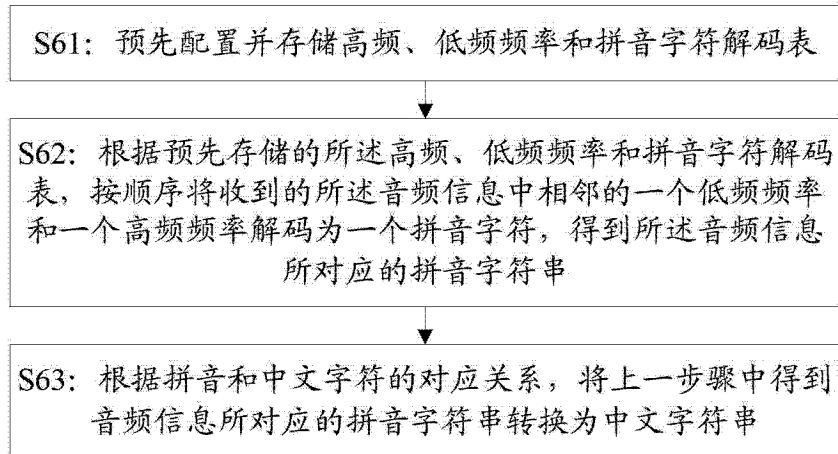 S61：预先配置并存储高频、低频频率和拼音字符解码表
S62：根据预先存储的所述高频、低频频率和拼音字符解码
表，按顺序将收到的所述音频信息中相邻的一个低频频率
和一个高频频率解码为一个拼音字符，得到所述音频信息
所对应的拼音字符串
S63：根据拼音和中文字符的对应关系，将上一步骤中得到
音频信息所对应的拼音字符串转换为中文字符串